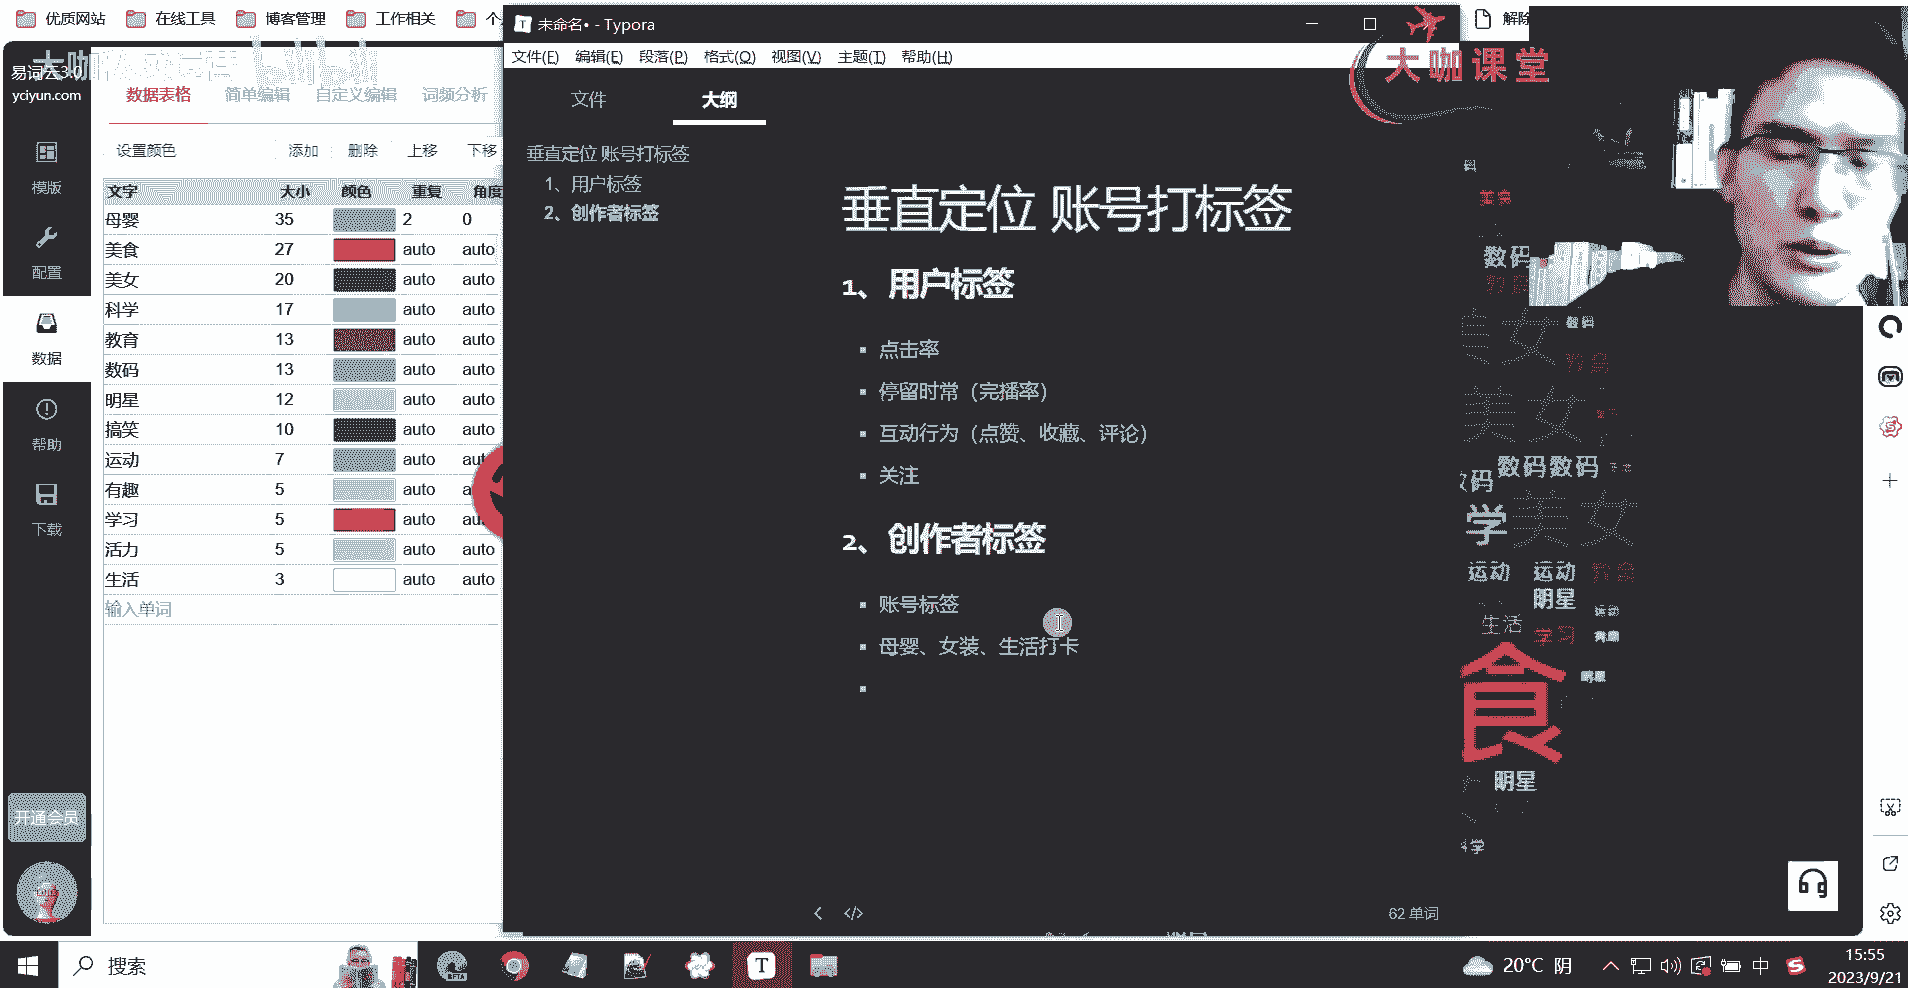 优质网站 在线工具 博客管理 工作相关
未命名• - Typora
解除
大咖课堂
易词云3.0
yciyun.com
数据表格 简单编辑 自定义编辑 词频分析
设置颜色 添加 删除 上移 下移
文字 大小 颜色 重复 角度
母婴 35 2 0
美食 27 auto auto
美女 20 auto auto
科学 17 auto auto
教育 13 auto auto
数码 13 auto auto
明星 12 auto auto
搞笑 10 auto auto
运动 7 auto
有趣 5 auto
学习 5 auto
活力 5 auto auto
生活 3 auto auto
输入单词
模版
配置
数据
帮助
下载
开通会员
文件(F) 编辑(E) 段落(P) 格式(O) 视图(V) 主题(T) 帮助(H)
文件 大纲
垂直定位 账号打标签
1、用户标签
2、创作者标签
垂直定位 账号打标签
1、 用户标签
点击率
停留时常（完播率）
互动行为（点赞、收藏、评论）
关注
2、 创作者标签
账号标签
母婴、女装、生活打卡
62 单词
美食
数码
美女
数码
美女
数码数码
学 美女
运动 运动
明星
运动
生活 学习
食
明星
搜索
20°C 阴
中
15:55
2023/9/21